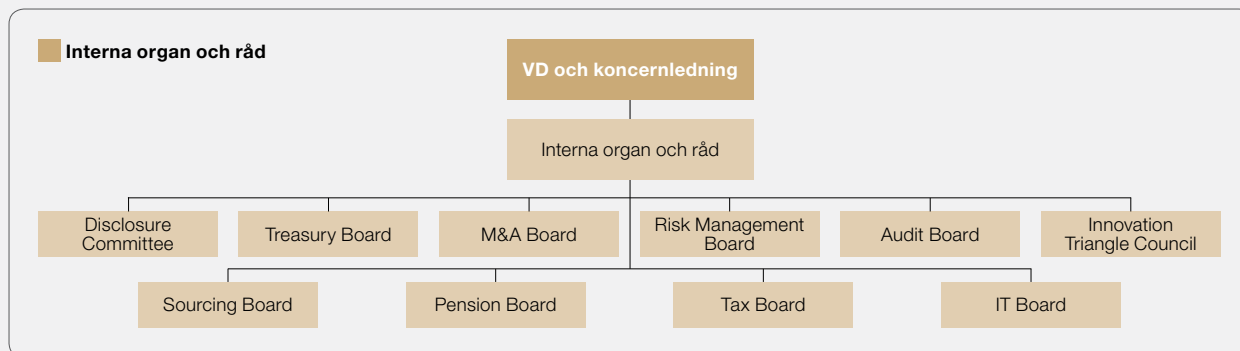 Interna organ och råd
VD och koncernledning
Interna organ och råd
Disclosure
Committee
Treasury Board
M&A Board
Risk Management
Board
Audit Board
Innovation
Triangle Council
Sourcing Board
Pension Board
Tax Board
IT Board